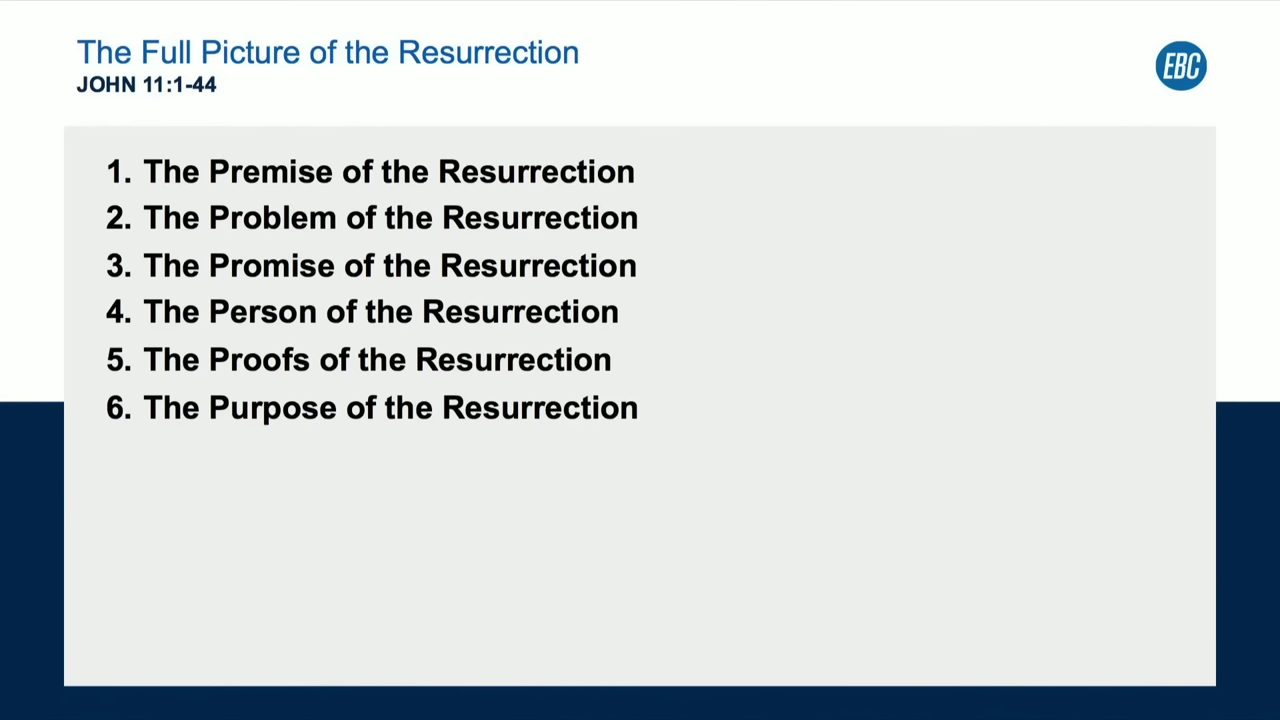 The Full Picture of the Resurrection
JOHN 11:1-44
EBC
1. The Premise of the Resurrection
2. The Problem of the Resurrection
3. The Promise of the Resurrection
4. The Person of the Resurrection
5. The Proofs of the Resurrection
6. The Purpose of the Resurrection